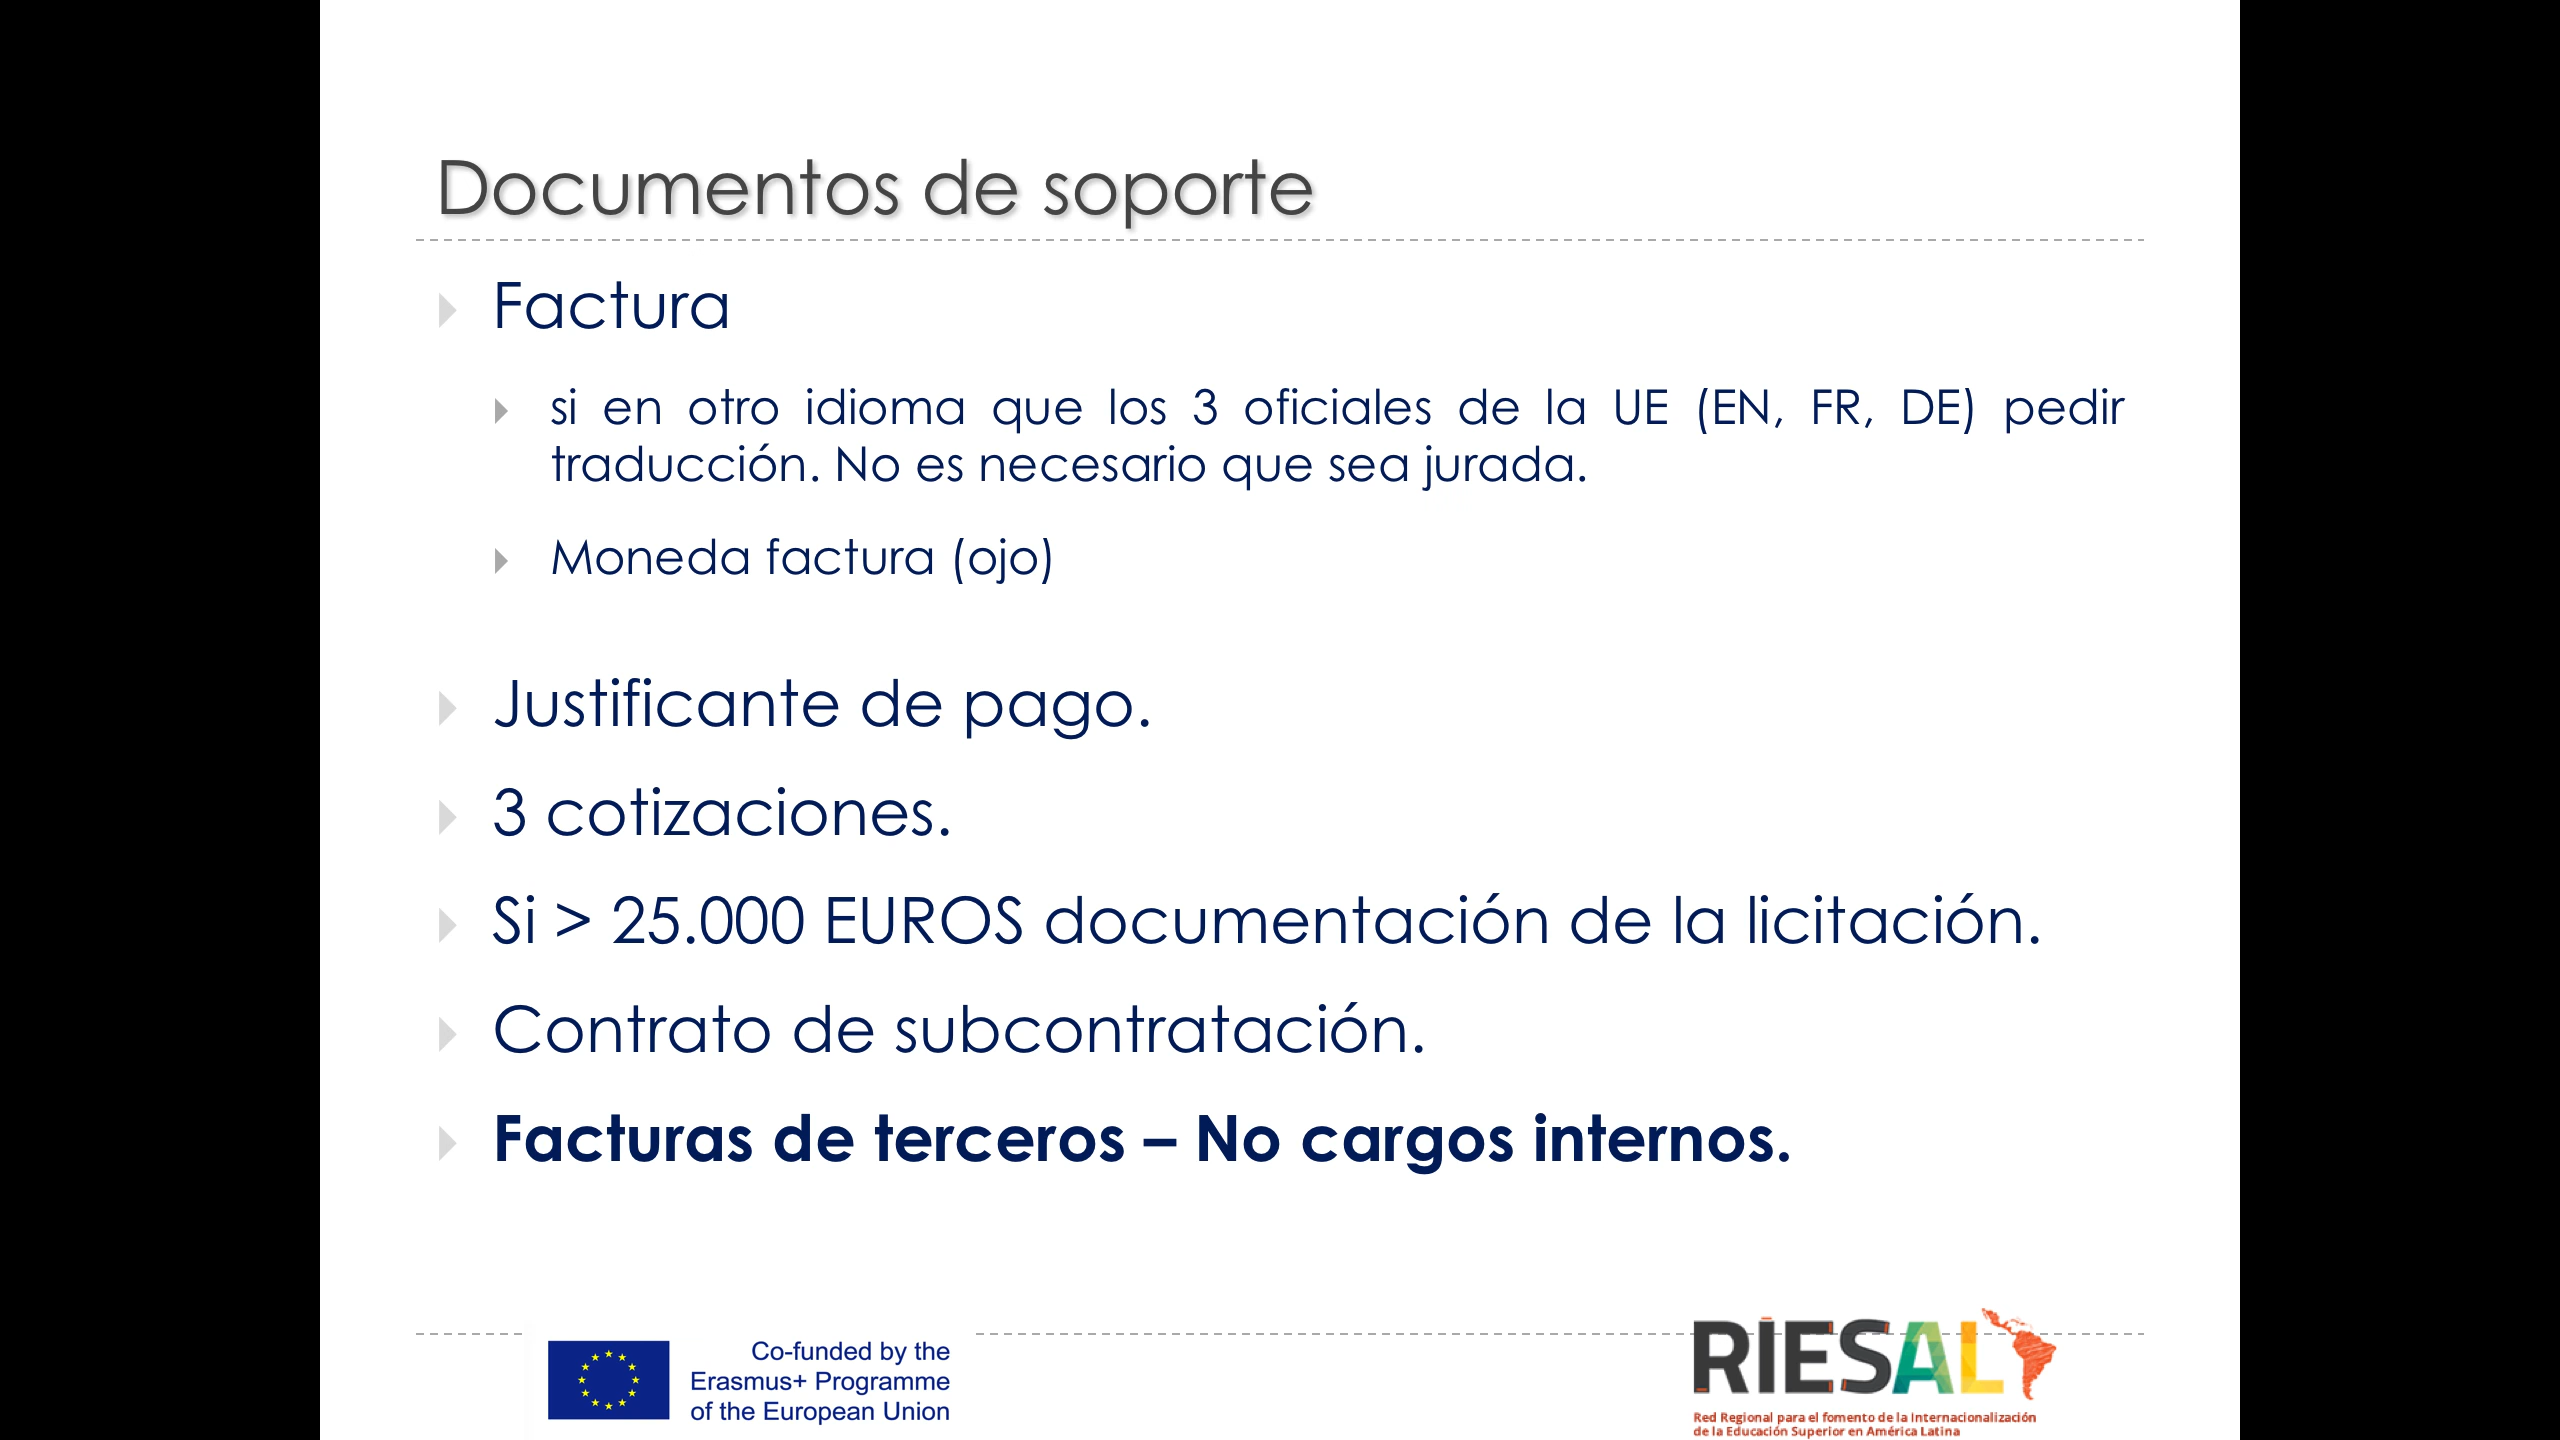 Documentos de soporte
Factura
si en otro idioma que los 3 oficiales de la UE (EN, FR, DE) pedir
traducción. No es necesario que sea jurada.
Moneda factura (ojo)
Justificante de pago.
3 cotizaciones.
Si > 25.000 EUROS documentación de la licitación.
Contrato de subcontratación.
Facturas de terceros – No cargos internos.
Co-funded by the
Erasmus+ Programme
of the European Union
RIESAL
Red Regional para el fomento de la Internacionalización
de la Educación Superior en América Latina